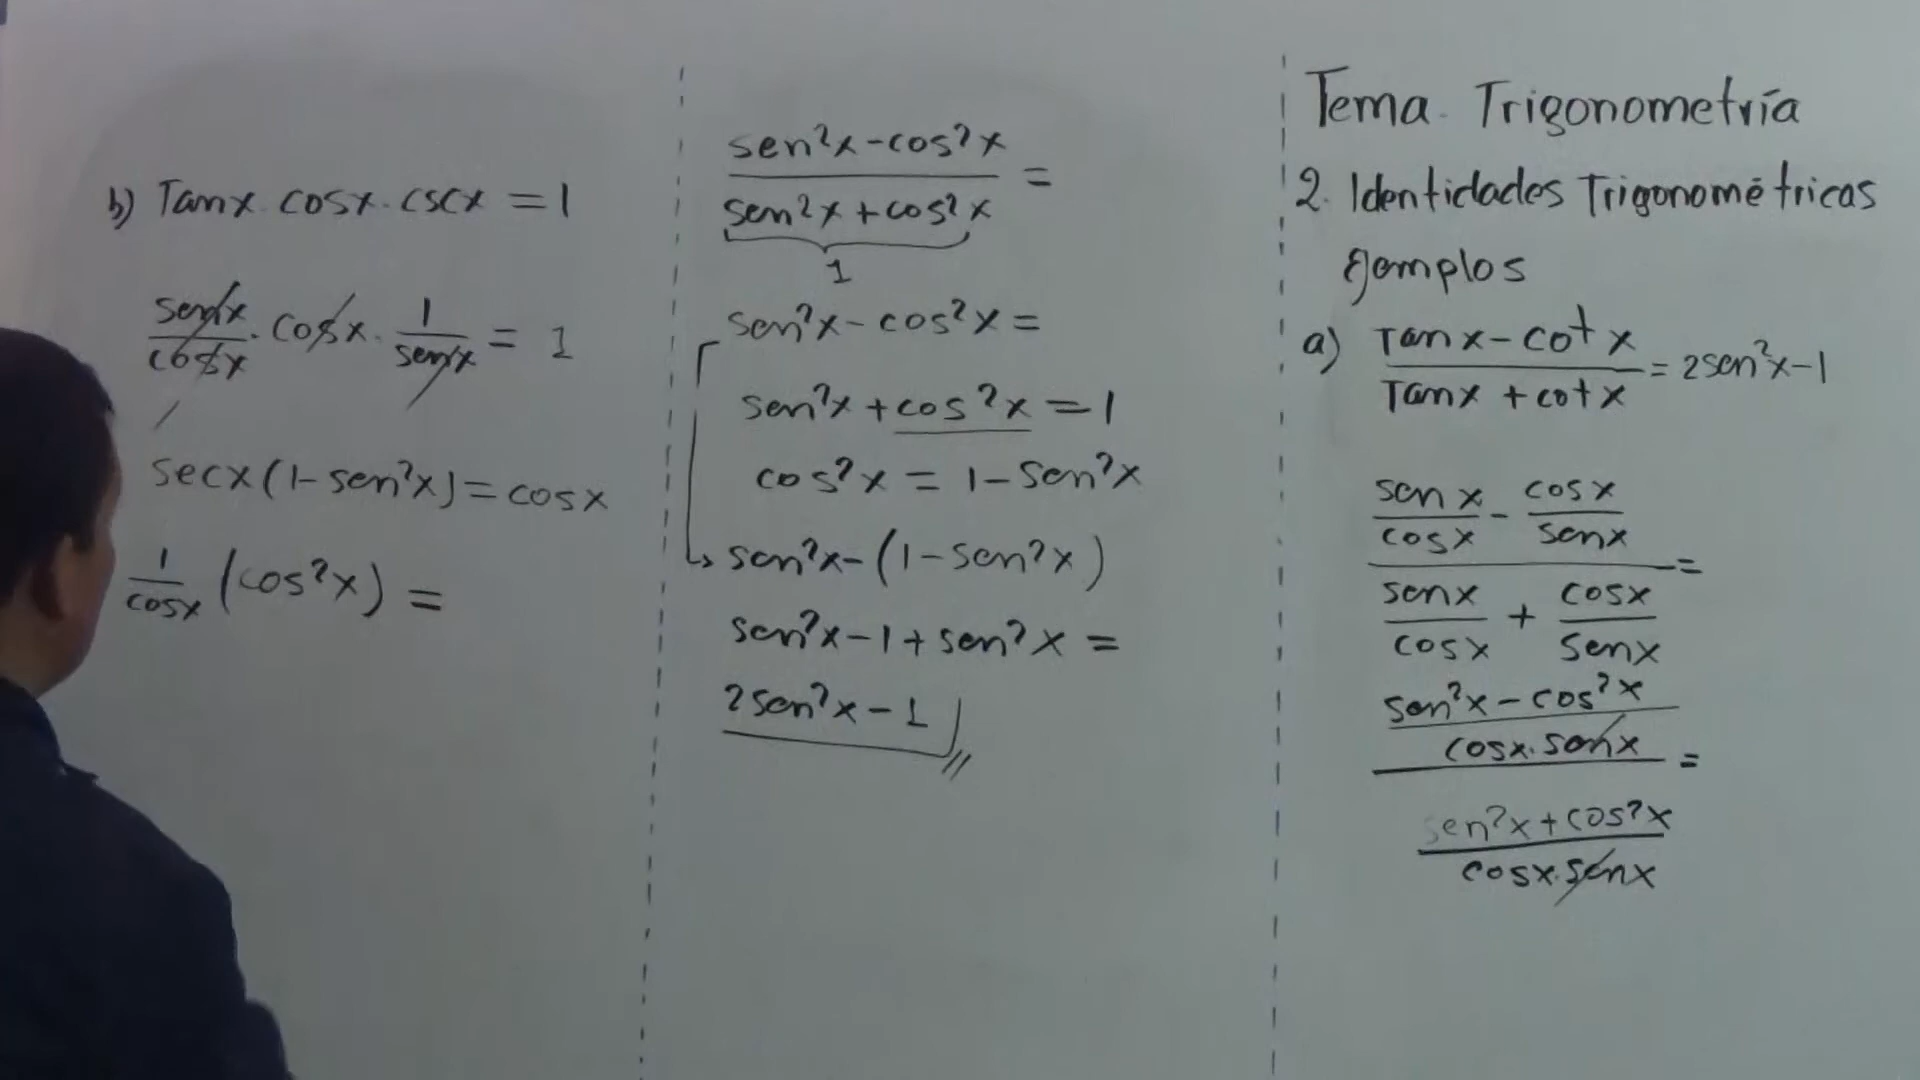 Tema. Trigonometría
2. Identidades Trigonométricas
Ejemplos
a) Tanx - cotx / Tanx + cotx = 2sen²x - 1
senx/cosx - cosx/senx
=
senx/cosx + cosx/senx
sen²x - cos²x
cosx.senx =
sen²x + cos²x
cosx.senx
sen²x - cos²x
=
sen²x + cos²x
1
sen²x - cos²x =
sen²x + cos²x = 1
cos²x = 1 - sen²x
sen²x - (1 - sen²x)
sen²x - 1 + sen²x =
2sen²x - 1
b) Tanx. cosx. cscx = 1
senx/cosx . cosx . 1/senx = 1
secx(1 - sen²x) = cosx
1/cosx (cos²x) =